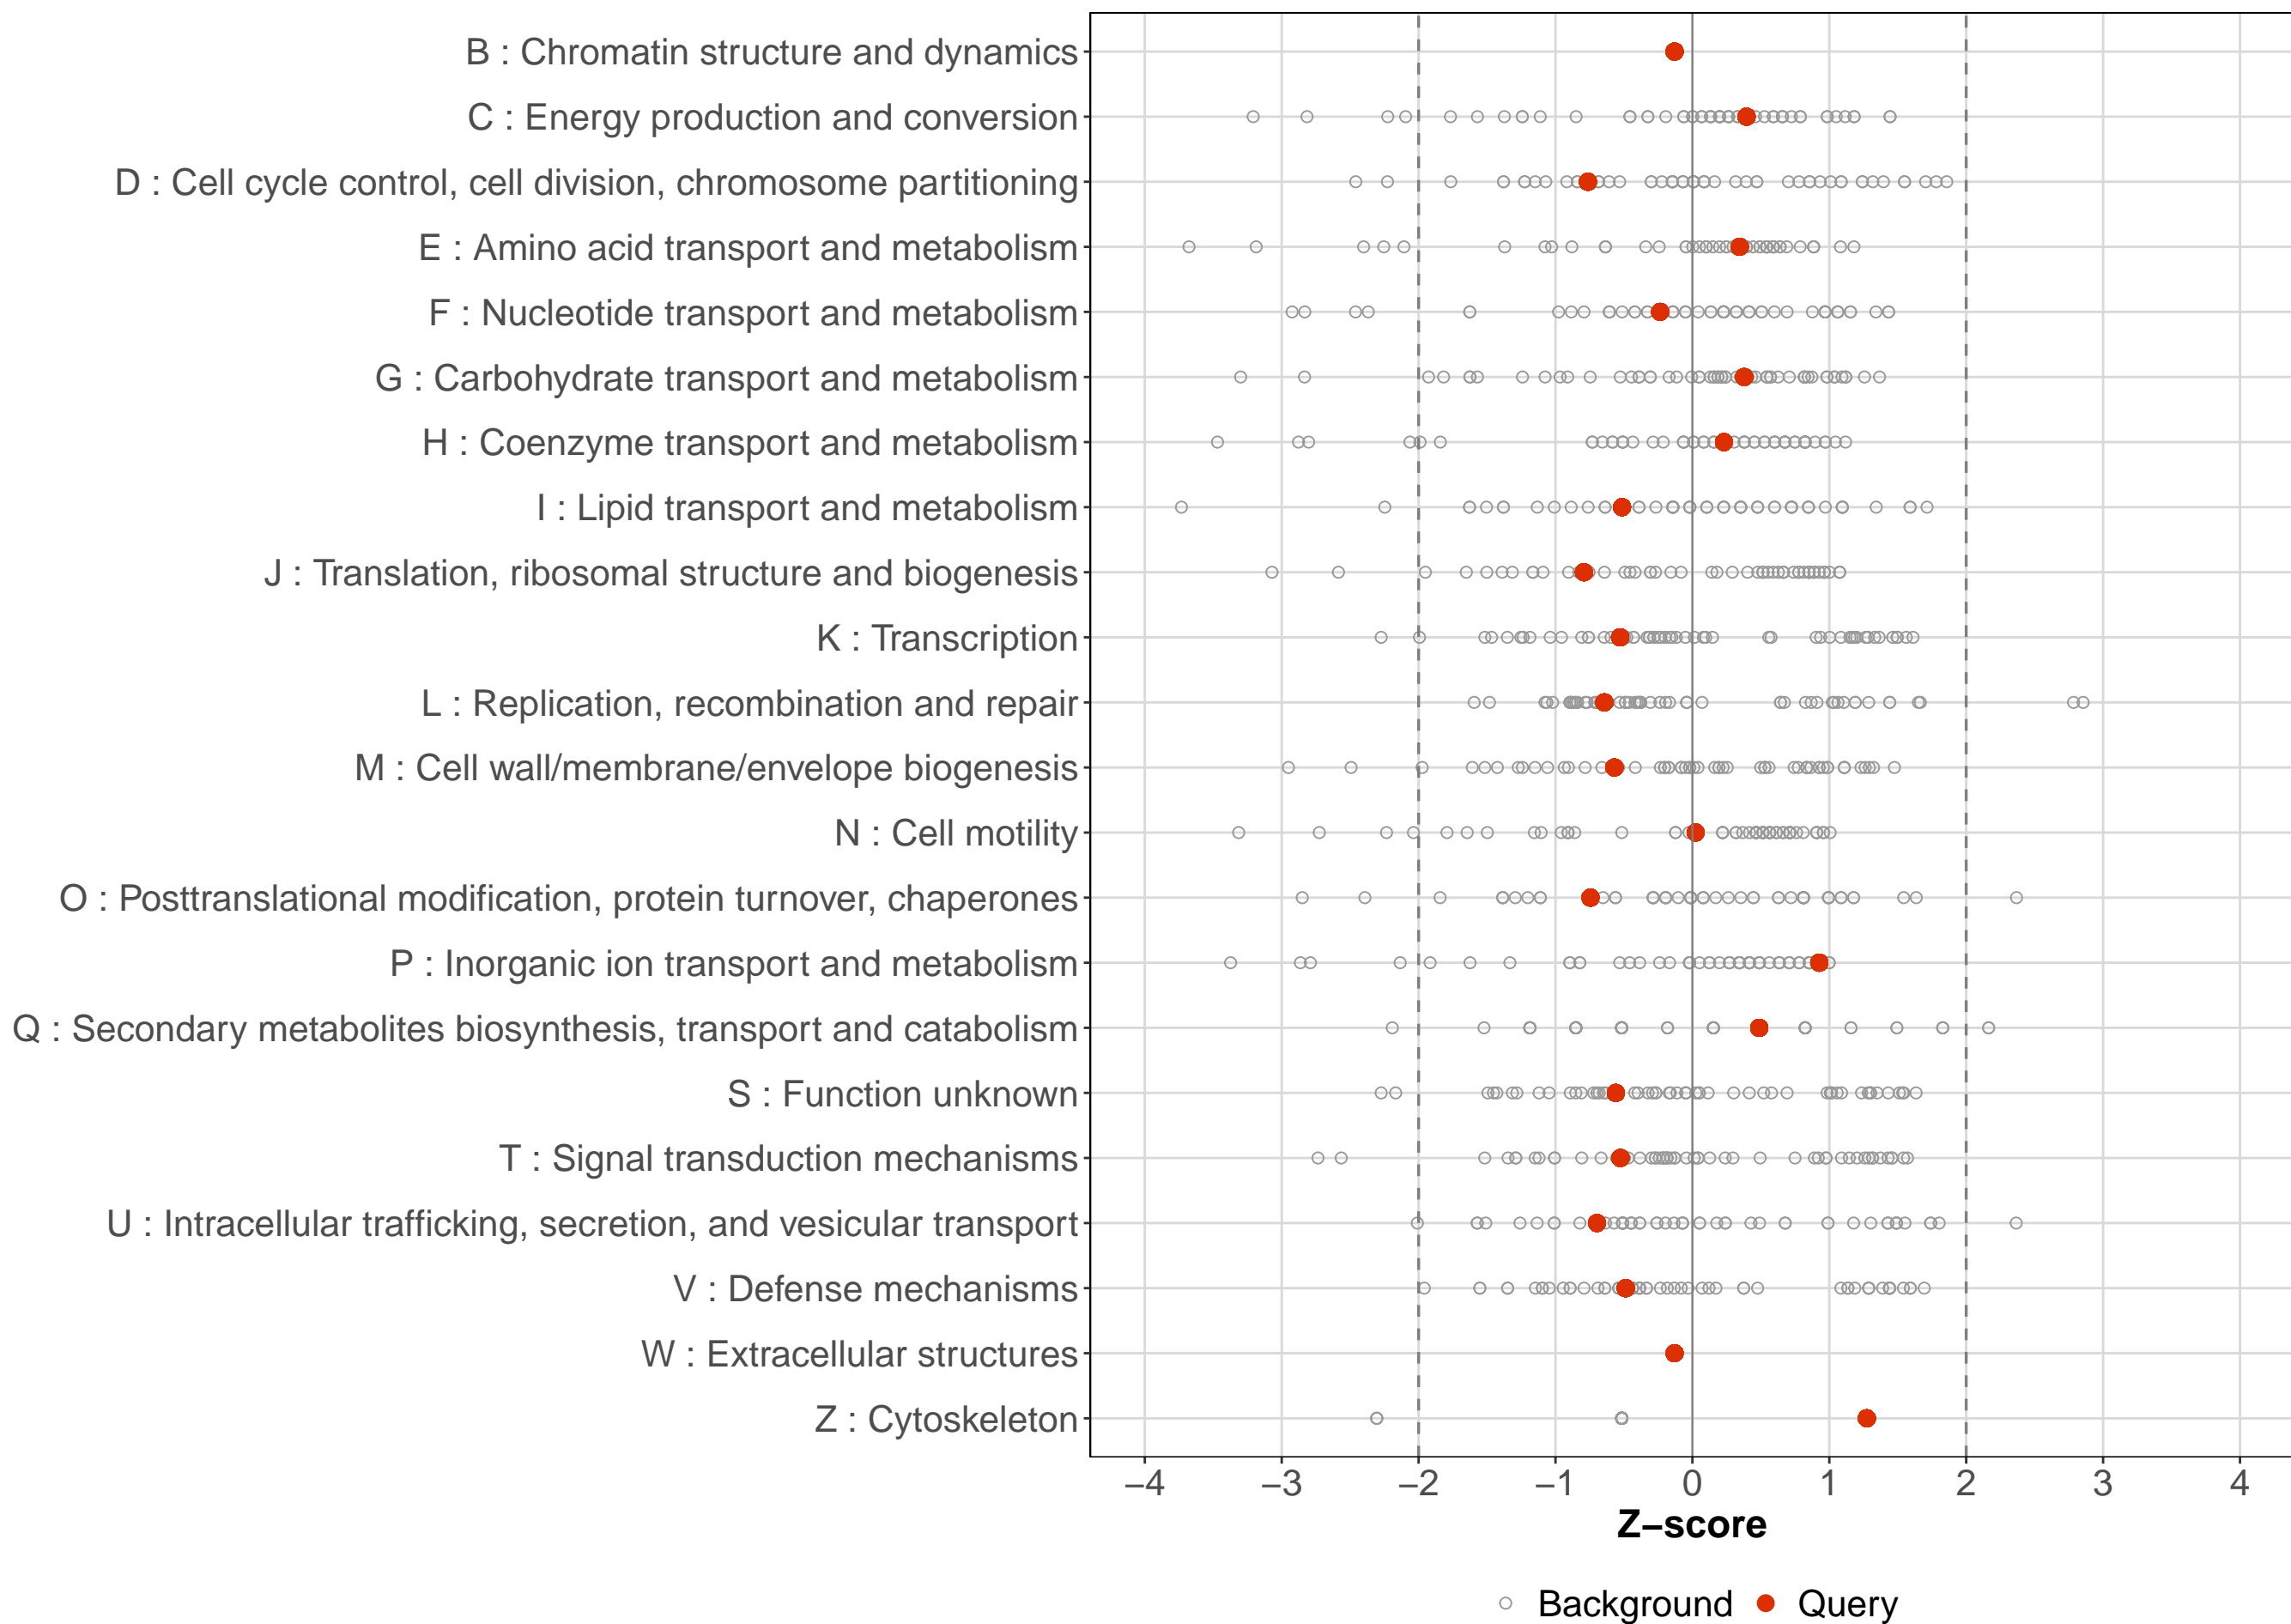 B : Chromatin structure and dynamics
C : Energy production and conversion
D : Cell cycle control, cell division, chromosome partitioning
E : Amino acid transport and metabolism
F : Nucleotide transport and metabolism
G : Carbohydrate transport and metabolism
H : Coenzyme transport and metabolism
I : Lipid transport and metabolism
J : Translation, ribosomal structure and biogenesis
K : Transcription
L : Replication, recombination and repair
M : Cell wall/membrane/envelope biogenesis
N : Cell motility
O : Posttranslational modification, protein turnover, chaperones
P : Inorganic ion transport and metabolism
Q : Secondary metabolites biosynthesis, transport and catabolism
S : Function unknown
T : Signal transduction mechanisms
U : Intracellular trafficking, secretion, and vesicular transport
V : Defense mechanisms
W : Extracellular structures
Z : Cytoskeleton
−4 −3 −2 −1 0 1 2 3 4
Z−score
Background Query